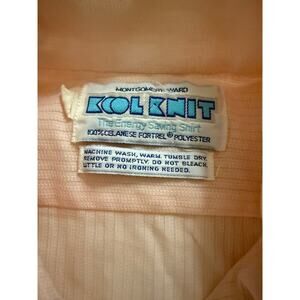 MONTGOMERY WARD
KOOL KNIT
The Energy Saving Shirt
100% CELANESE FORTREL® POLYESTER
MACHINE WASH, WARM. TUMBLE DRY.
REMOVE PROMPTLY. DO NOT BLEACH.
LITTLE OR NO IRONING NEEDED.